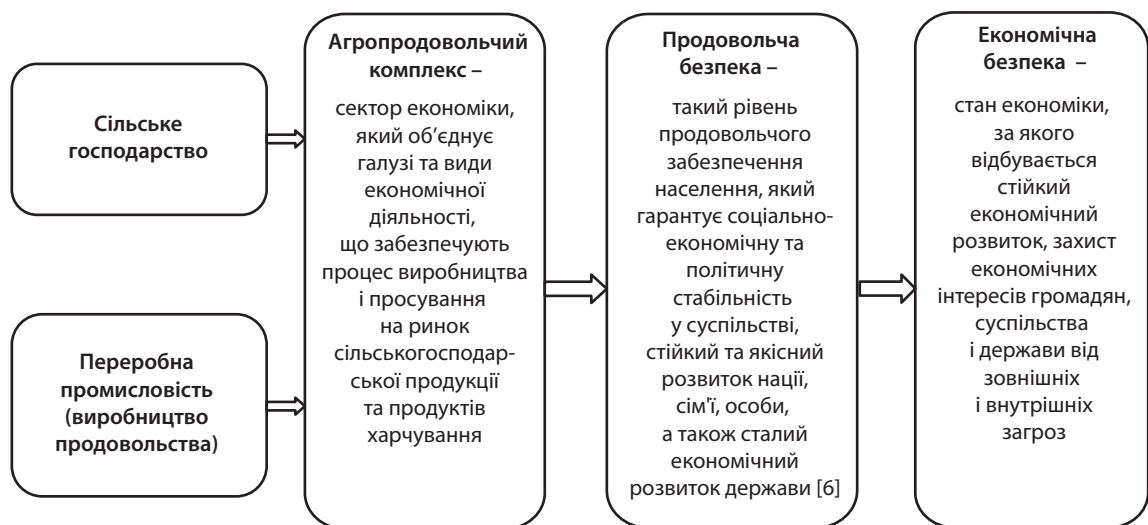 Сільське
господарство
Переробна
промисловість
(виробництво
продовольства)
Агропродовольчий
комплекс –
сектор економіки,
який об’єднує
галузі та види
економічної
діяльності,
що забезпечують
процес виробництва
і просування
на ринок
сільськогосподар-
ської продукції
та продуктів
харчування
Продовольча
безпека –
такий рівень
продовольчого
забезпечення
населення, який
гарантує соціально-
економічну та
політичну
стабільність
у суспільстві,
стійкий та якісний
розвиток нації,
сім'ї, особи,
а також сталий
економічний
розвиток держави [6]
Економічна
безпека –
стан економіки,
за якого
відбувається
стійкий
економічний
розвиток, захист
економічних
інтересів громадян,
суспільства
і держави від
зовнішніх
і внутрішніх
загроз